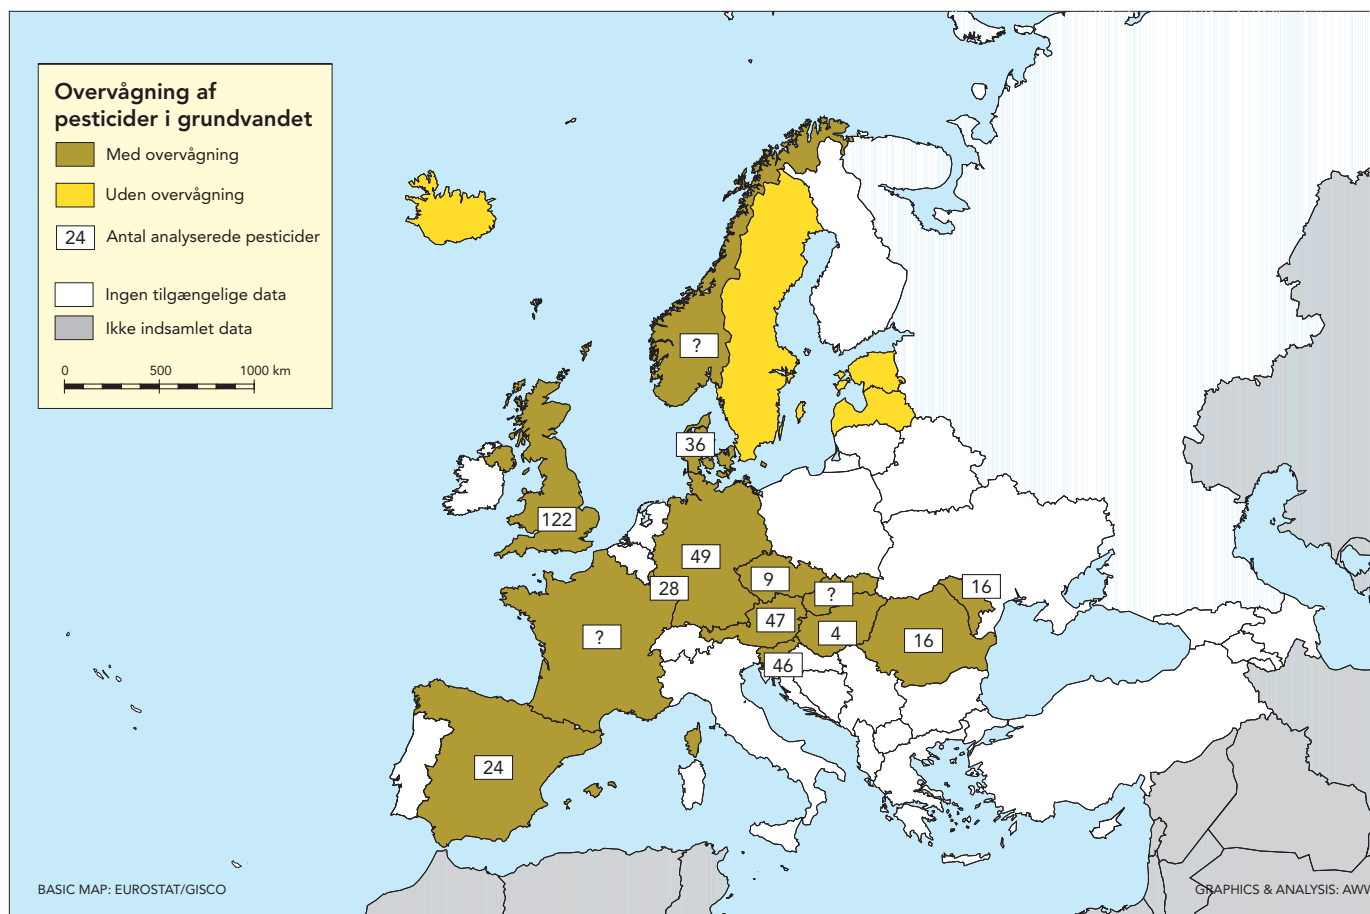 Overvågning af
pesticider i grundvandet
Med overvågning
Uden overvågning
24 Antal analyserede pesticider
Ingen tilgængelige data
Ikke indsamlet data
0 500 1000 km
?
36
122
49
28
9
?
16
47
?
4
16
46
24
BASIC MAP: EUROSTAT/GISCO
GRAPHICS & ANALYSIS: AWW